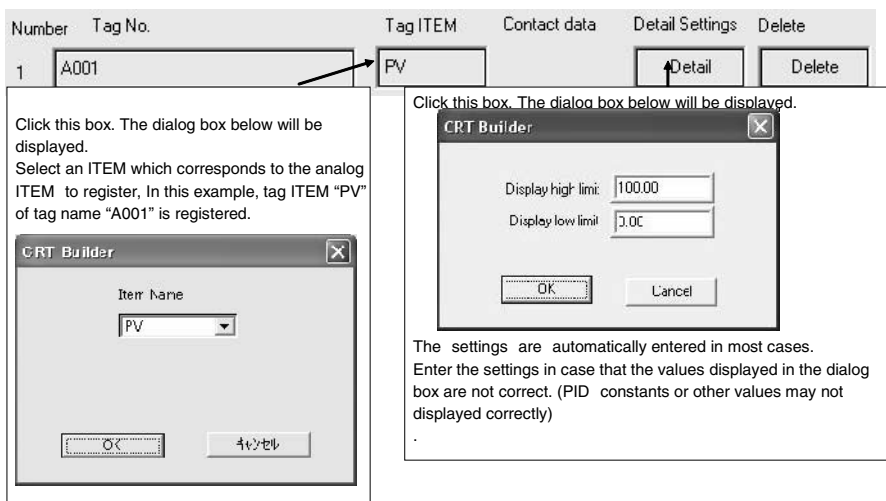 Number Tag No. Tag ITEM Contact data Detail Settings Delete
1 A001 PV Detail Delete
Click this box. The dialog box below will be
displayed.
Select an ITEM which corresponds to the analog
ITEM to register, In this example, tag ITEM “PV”
of tag name “A001” is registered.
CRT Builder
Item Name
PV
OK キャンセル
Click this box. The dialog box below will be displayed.
CRT Builder
Display high limit 100.00
Display low limit 0.00
OK Cancel
The settings are automatically entered in most cases.
Enter the settings in case that the values displayed in the dialog
box are not correct. (PID constants or other values may not
displayed correctly)
.